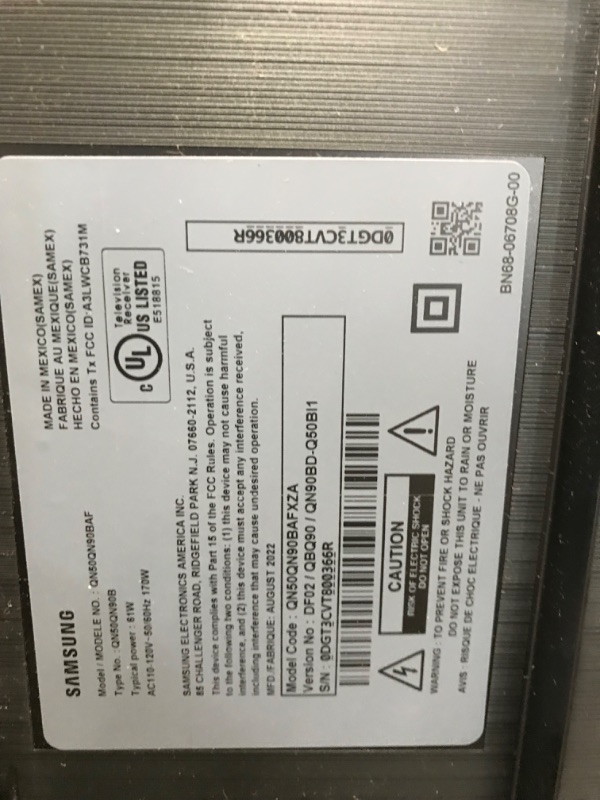 SAMSUNG
Model / MODELE NO. : QN50QN90BAF
Type No. : QN50QN90B
Typical power : 61W
AC110-120V~50/60Hz 170W
MADE IN MEXICO(SAMEX)
FABRIQUE AU MEXIQUE(SAMEX)
HECHO EN MEXICO(SAMEX)
Contains Tx FCC ID:A3LWCB731M
C UL US LISTED
Television
Receiver
E518815
SAMSUNG ELECTRONICS AMERICA INC.
85 CHALLENGER ROAD, RIDGEFIELD PARK N.J. 07660-2112, U.S.A.
This device complies with Part 15 of the FCC Rules. Operation is subject
to the following two conditions: (1) this device may not cause harmful
interference, and (2) this device must accept any interference received,
including interference that may cause undesired operation.
MFD./FABRIQUE: AUGUST 2022
Model Code : QN50QN90BAFXZA
Version No : DF02 / QBQ90 / QN90BD-Q50BI1
S/N : 0DGT3CVT800366R
0DGT3CVT800366R
CAUTION
RISK OF ELECTRIC SHOCK
DO NOT OPEN
WARNING : TO PREVENT FIRE OR SHOCK HAZARD
DO NOT EXPOSE THIS UNIT TO RAIN OR MOISTURE
AVIS : RISQUE DE CHOC ELECTRIQUE - NE PAS OUVRIR
BN68-06708G-00